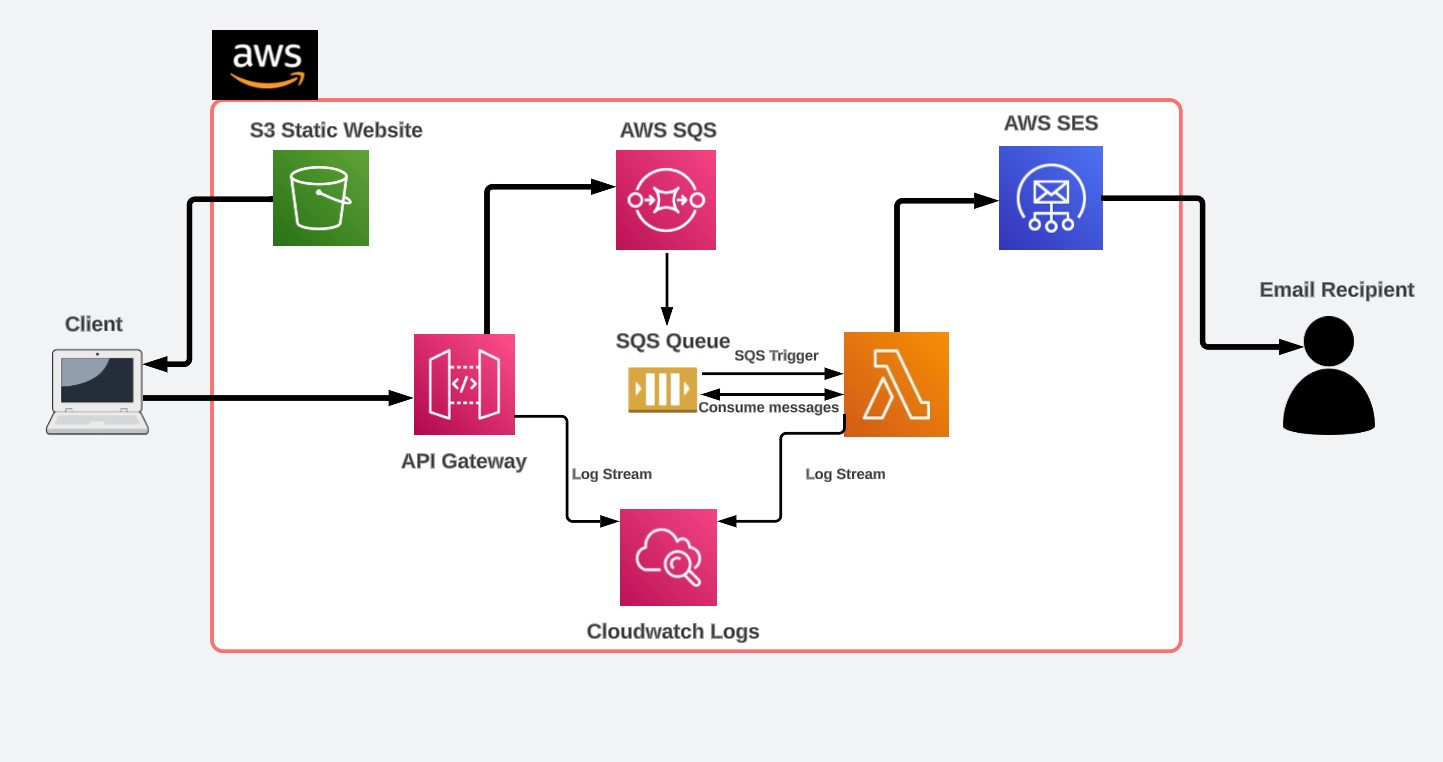 aws
S3 Static Website
AWS SQS
AWS SES
Email Recipient
Client
SQS Queue
SQS Trigger
</>
Consume messages
API Gateway
Log Stream
Log Stream
Cloudwatch Logs